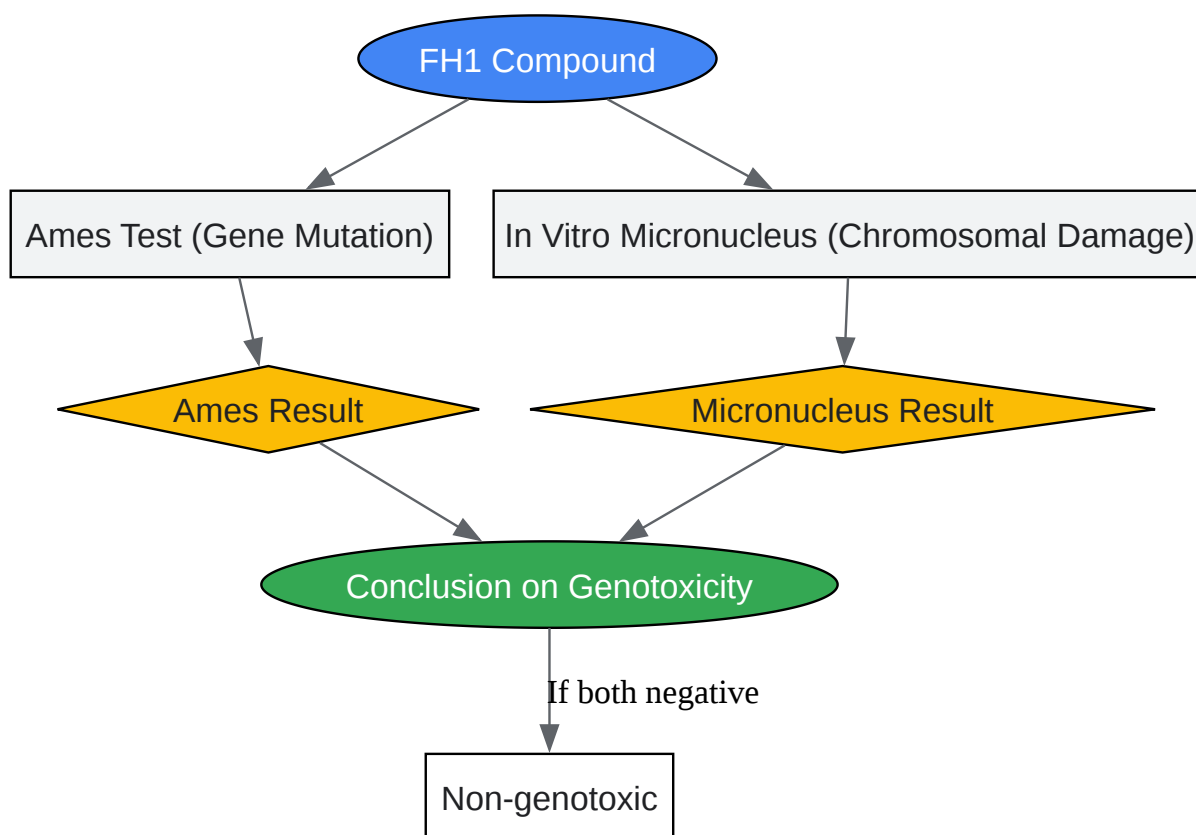 FH1 Compound
Ames Test (Gene Mutation)
In Vitro Micronucleus (Chromosomal Damage)
Ames Result
Micronucleus Result
Conclusion on Genotoxicity
If both negative
Non-genotoxic